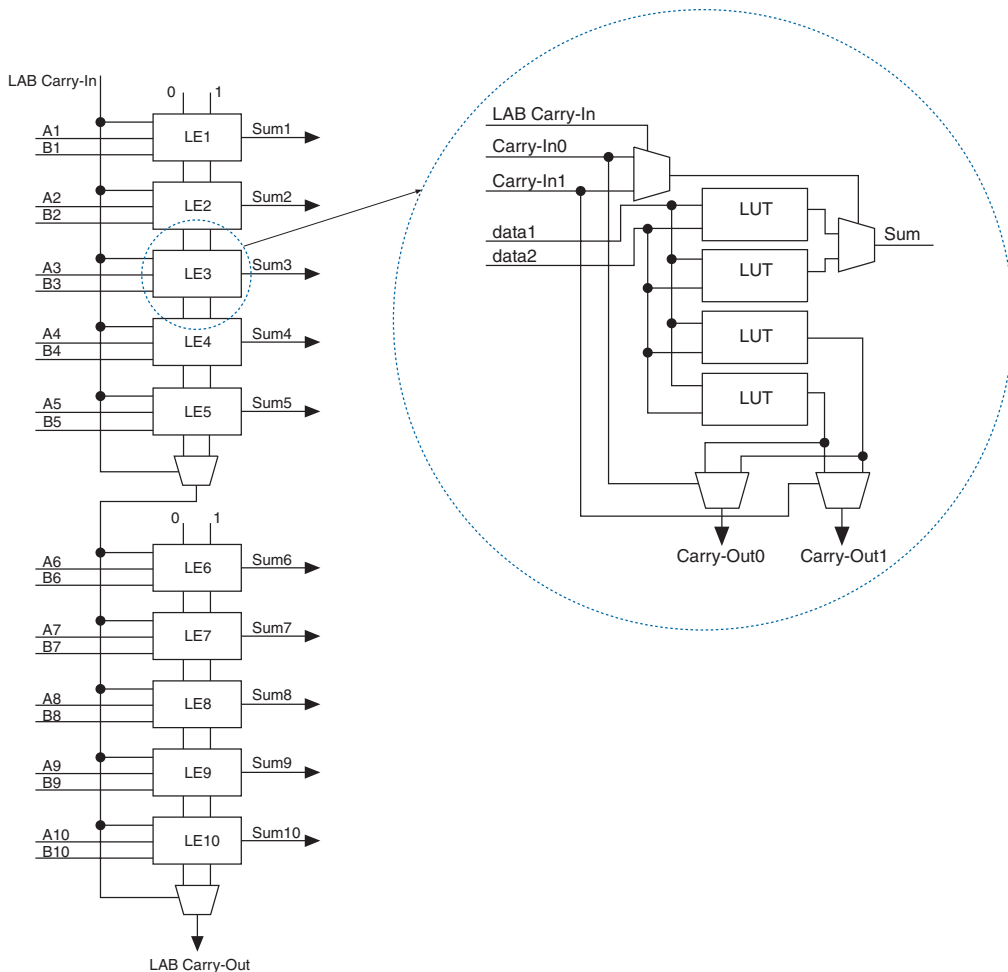 LAB Carry-In
0 1
A1
B1
LE1
Sum1
A2
B2
LE2
Sum2
A3
B3
LE3
Sum3
A4
B4
LE4
Sum4
A5
B5
LE5
Sum5
0 1
A6
B6
LE6
Sum6
A7
B7
LE7
Sum7
A8
B8
LE8
Sum8
A9
B9
LE9
Sum9
A10
B10
LE10
Sum10
LAB Carry-Out
LAB Carry-In
Carry-In0
Carry-In1
data1
data2
LUT
LUT
LUT
LUT
Sum
Carry-Out0
Carry-Out1